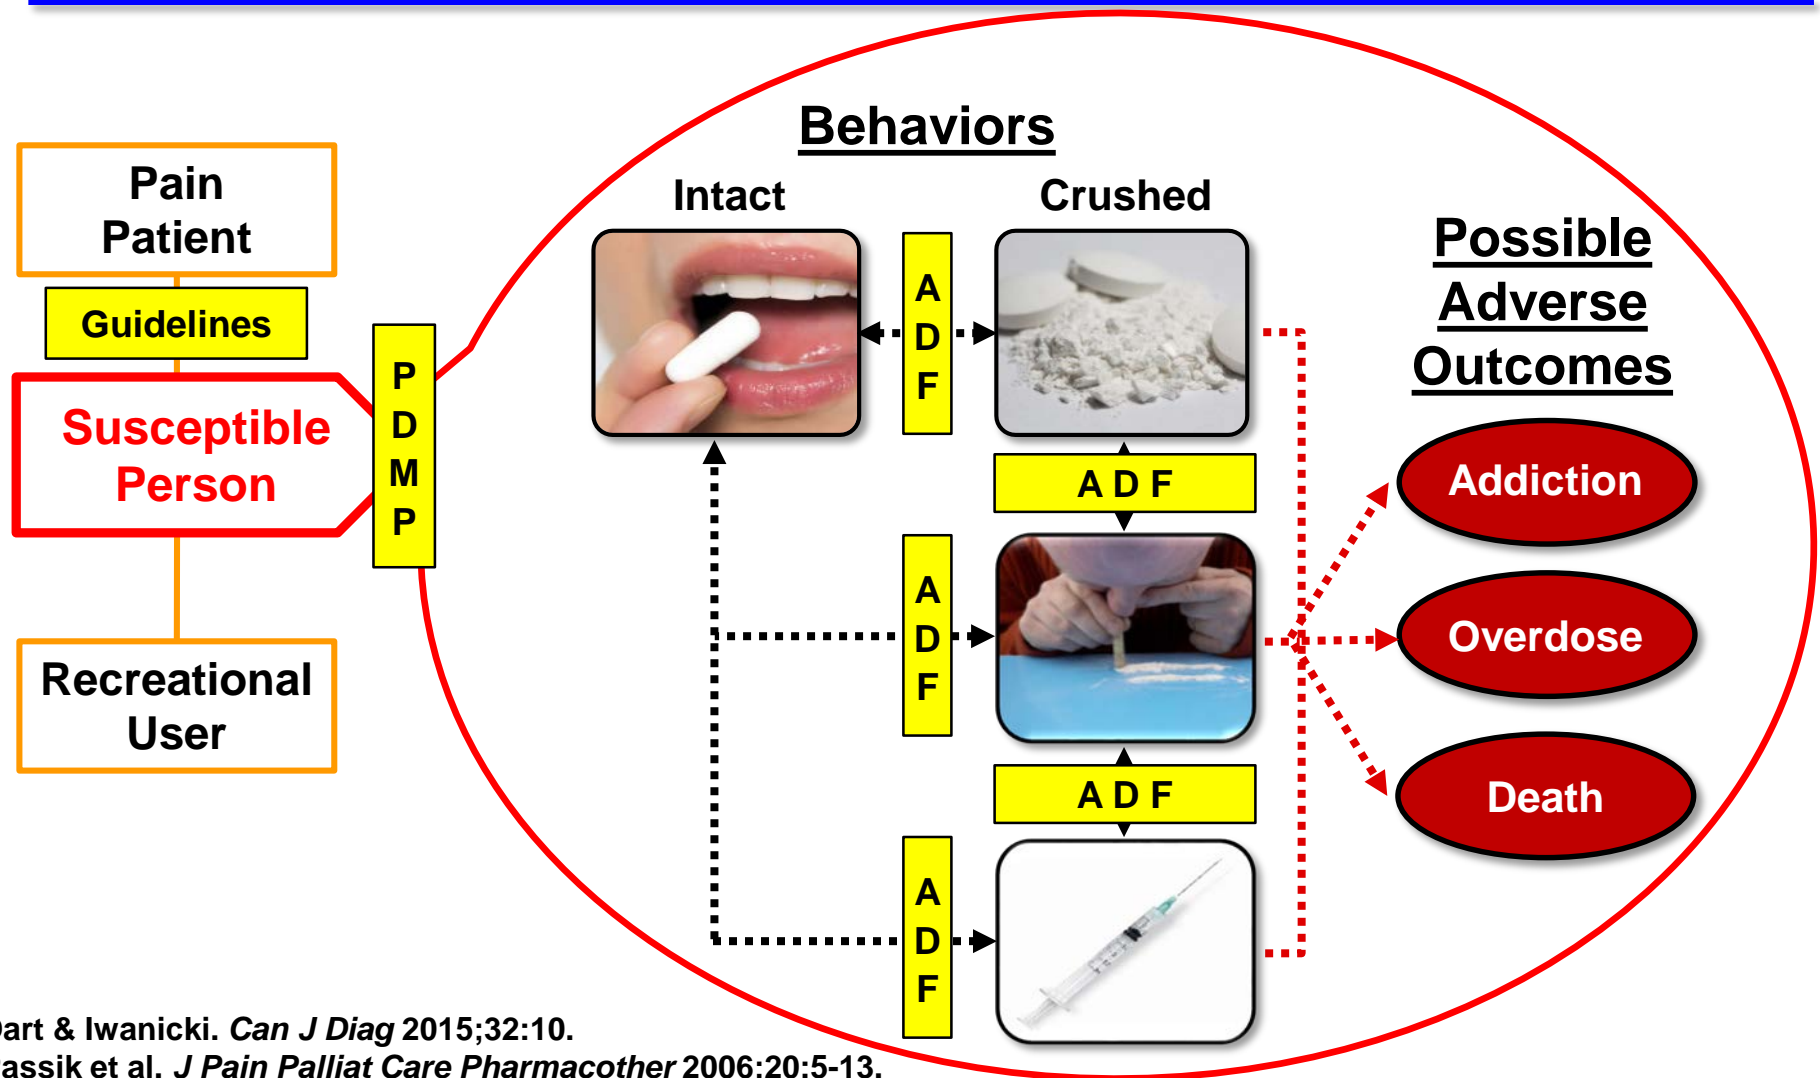 Behaviors
Intact
Crushed
Pain
Patient
Guidelines
Susceptible
Person
Recreational
User
P
D
M
P
A
D
F
A D F
A
D
F
A D F
A
D
F
Possible
Adverse
Outcomes
Addiction
Overdose
Death
& Iwanicki. Can J Diag 2015;32:10.
et al. J Pain Palliat Care Pharmacother 2006:20:5-13.